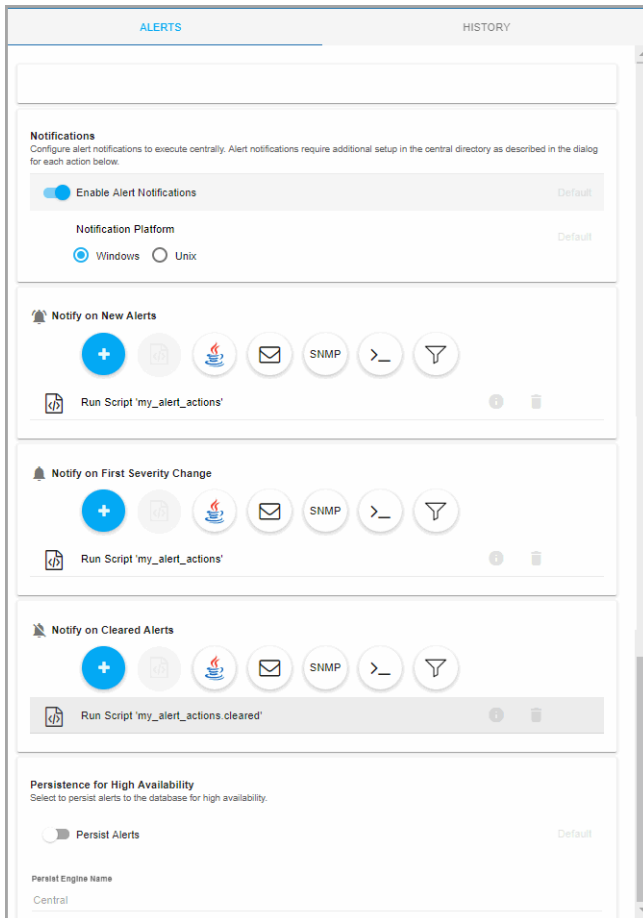 ALERTS
HISTORY
Notifications
Configure alert notifications to execute centrally. Alert notifications require additional setup in the central directory as described in the dialog
for each action below.
Enable Alert Notifications
Default
Notification Platform
Default
Windows
Unix
Notify on New Alerts
+
SNMP
>_
Run Script 'my_alert_actions'
Notify on First Severity Change
+
SNMP
>_
Run Script 'my_alert_actions'
Notify on Cleared Alerts
+
SNMP
>_
Run Script 'my_alert_actions.cleared'
Persistence for High Availability
Select to persist alerts to the database for high availability.
Persist Alerts
Default
Persist Engine Name
Central